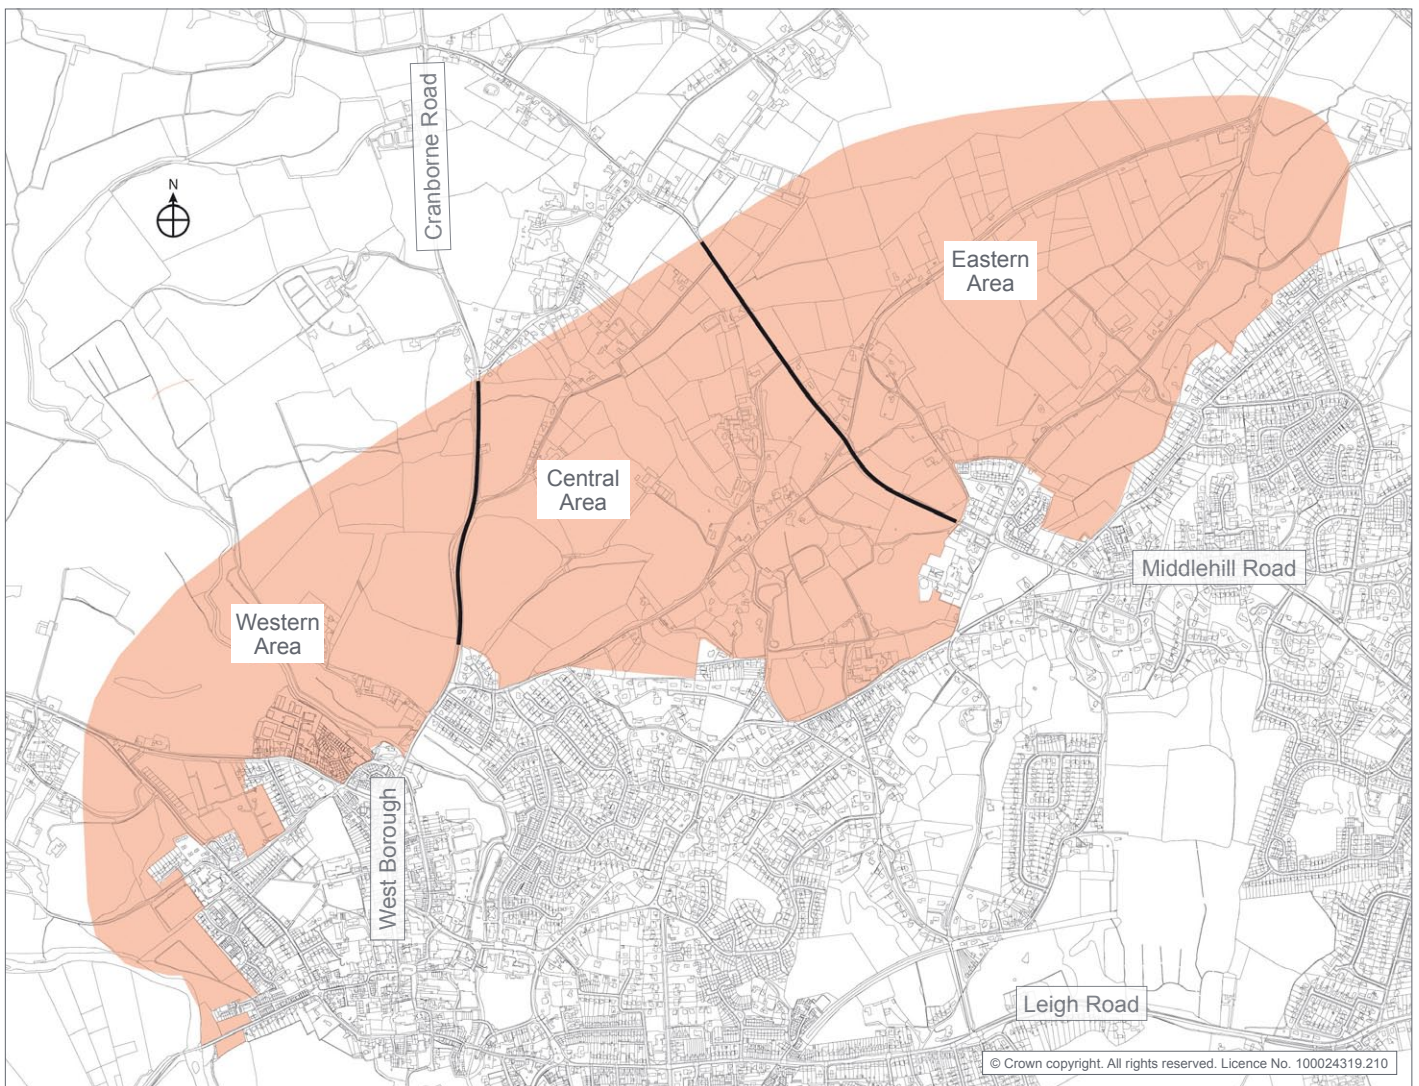 Cranborne Road
N
Eastern
Area
Central
Area
Middlehill Road
Western
Area
West Borough
Leigh Road
© Crown copyright. All rights reserved. Licence No. 100024319.210